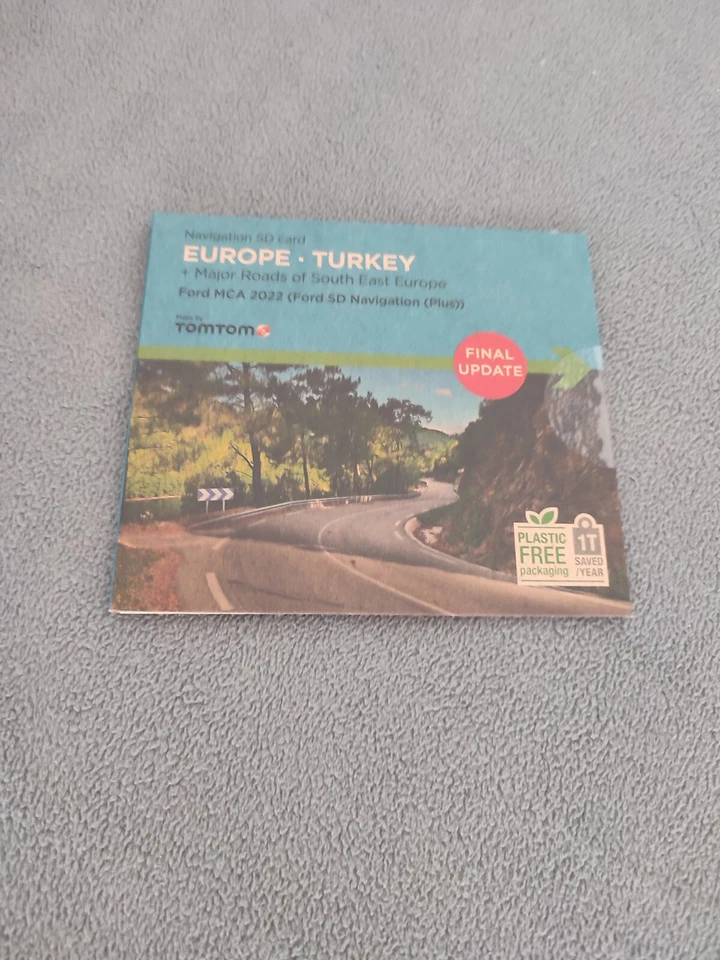 Navigation SD card
EUROPE · TURKEY
+ Major Roads of South East Europe
Ford MCA 2022 (Ford SD Navigation (Plus))
Maps by
TOMTOM
FINAL
UPDATE
PLASTIC
FREE
packaging
1T
SAVED
/YEAR